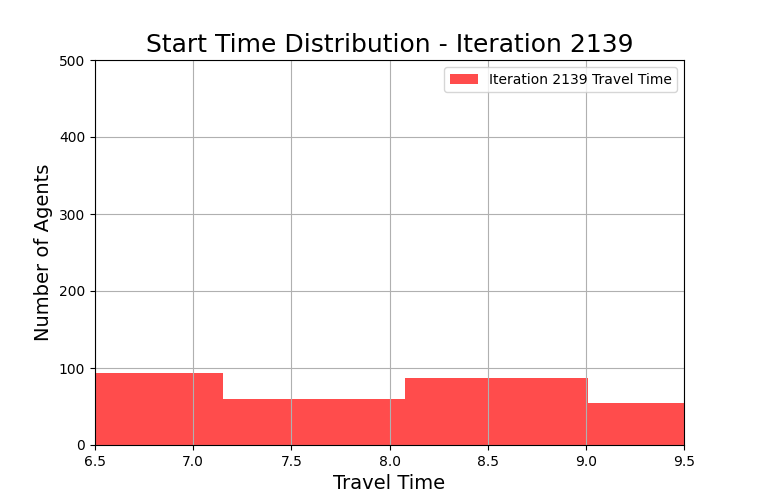 Start Time Distribution - Iteration 2139
Iteration 2139 Travel Time
Number of Agents
500
400
300
200
100
0
6.5 7.0 7.5 8.0 8.5 9.0 9.5
Travel Time